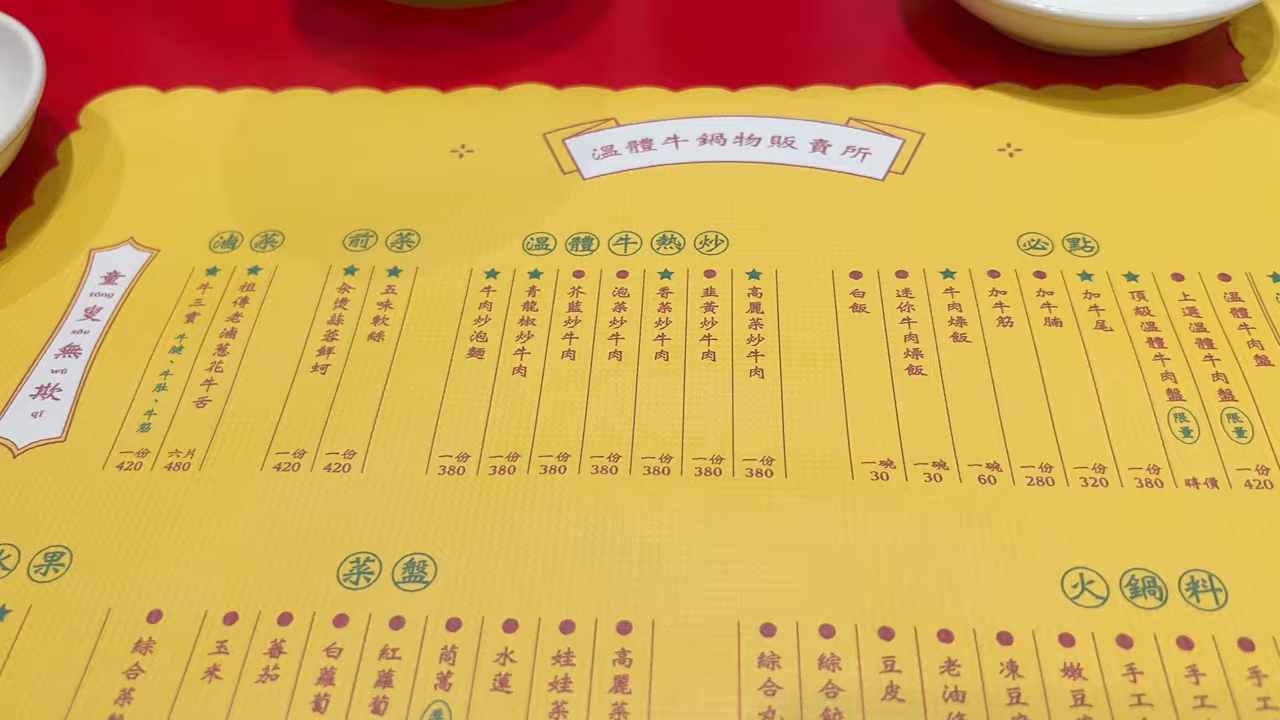 溫體牛鍋物販賣所
必點
溫體牛肉盤
上選溫體牛肉盤 限量 一份 420
頂級溫體牛肉盤 限量 時價
加牛尾 一份 380
加牛腩 一份 320
加牛筋 一份 280
牛肉燥飯 一碗 60
迷你牛肉燥飯 一碗 30
白飯 一碗 30
溫體牛熱炒
高麗菜炒牛肉 一份 380
韭黃炒牛肉 一份 380
香菜炒牛肉 一份 380
泡菜炒牛肉 一份 380
芥藍炒牛肉 一份 380
青龍椒炒牛肉 一份 380
牛肉炒泡麵 一份 380
前菜
五味軟絲 一份 420
汆燙蒜蓉鮮蚵 一份 420
滷菜
祖傳老滷蔥花牛舌 六片 480
牛三寶 牛腱、牛肚、牛筋 一份 420
童 tóng 叟 sǒu 無 wú 欺 qī
火鍋料
手工
手工
手工
嫩豆
凍豆
老油
豆皮
綜合
綜合丸
菜盤
高麗菜
娃娃菜
水蓮
茼萬
紅蘿蔔
白蘿蔔
蕃茄
玉米
綜合菜
水果